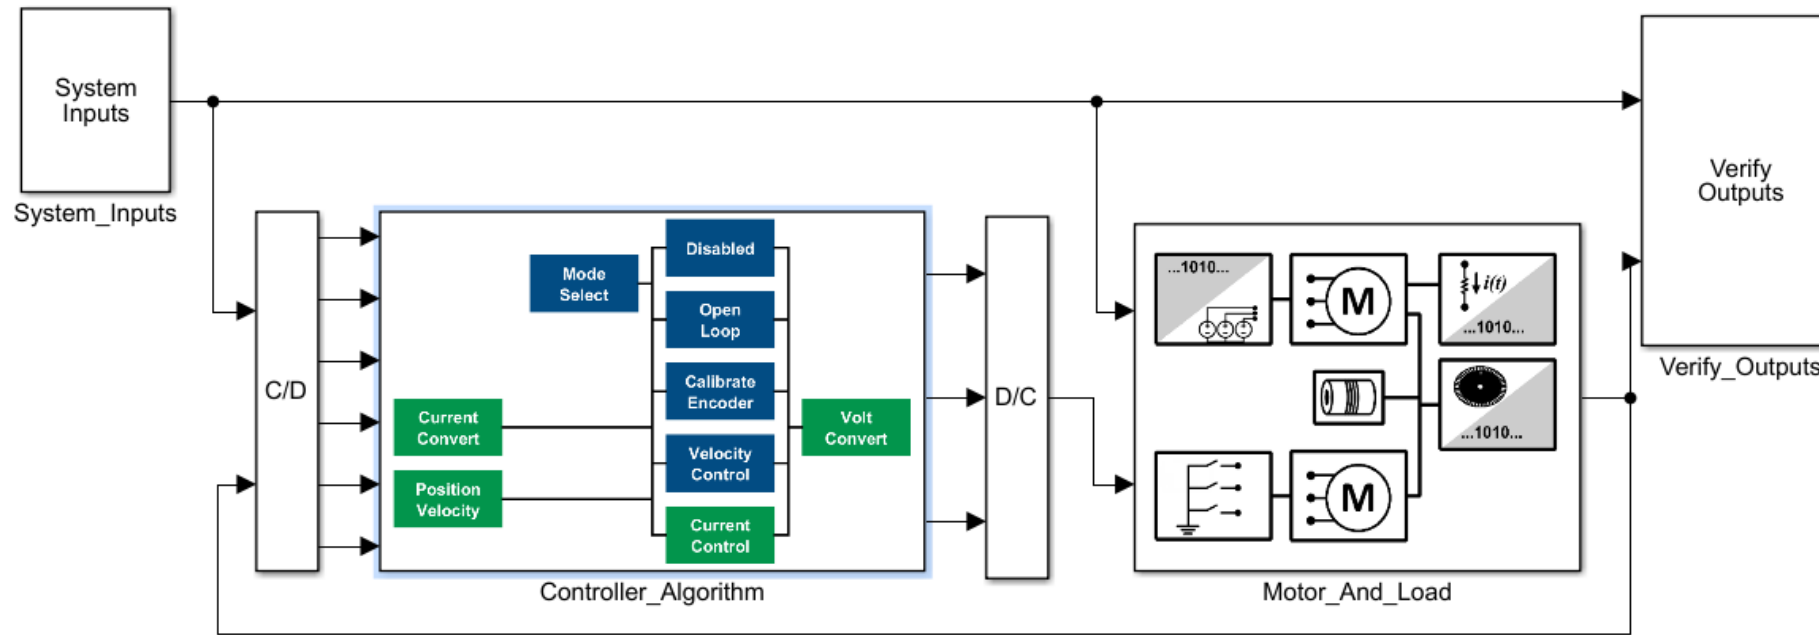 System
Inputs
System_Inputs
C/D
Mode
Select
Current
Convert
Position
Velocity
Disabled
Open
Loop
Calibrate
Encoder
Velocity
Control
Current
Control
Volt
Convert
Controller_Algorithm
D/C
...1010...
M
i(t)
...1010...
...1010...
M
Motor_And_Load
Verify
Outputs
Verify_Outputs